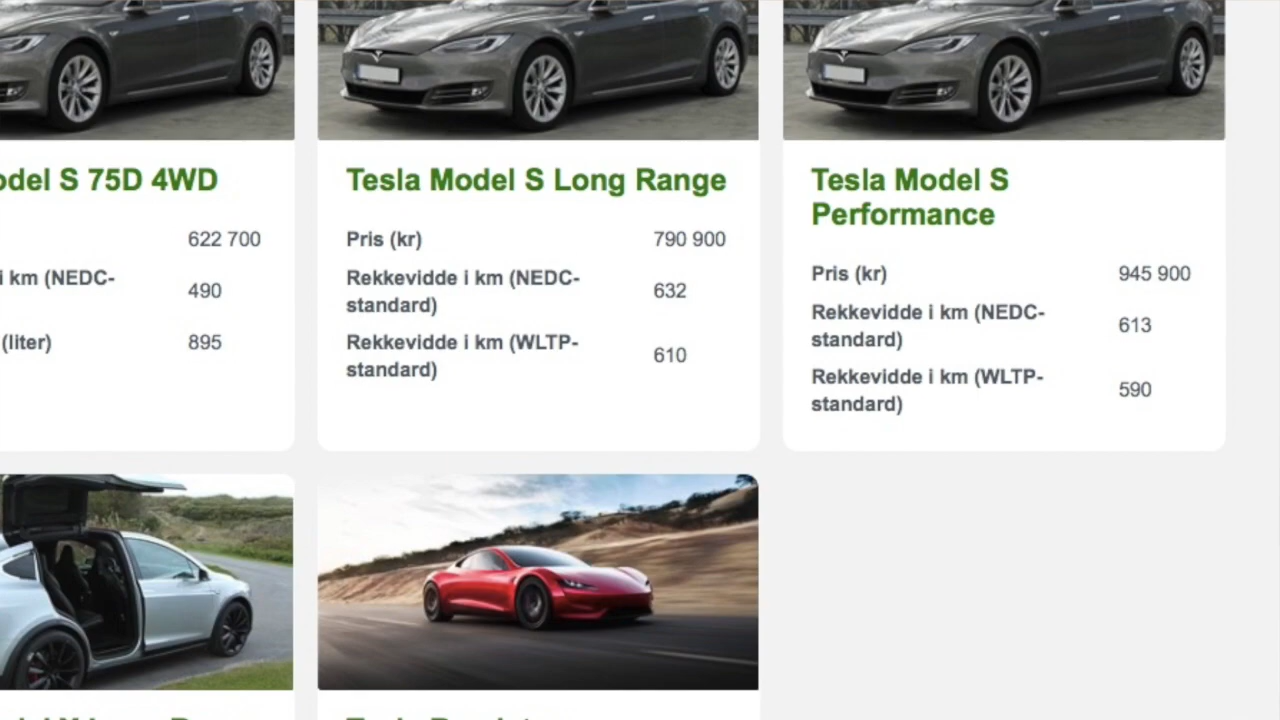 odel S 75D 4WD
622 700
i km (NEDC-
490
(liter)
895
Tesla Model S Long Range
Pris (kr)
790 900
Rekkevidde i km (NEDC-
standard)
632
Rekkevidde i km (WLTP-
standard)
610
Tesla Model S
Performance
Pris (kr)
945 900
Rekkevidde i km (NEDC-
standard)
613
Rekkevidde i km (WLTP-
standard)
590